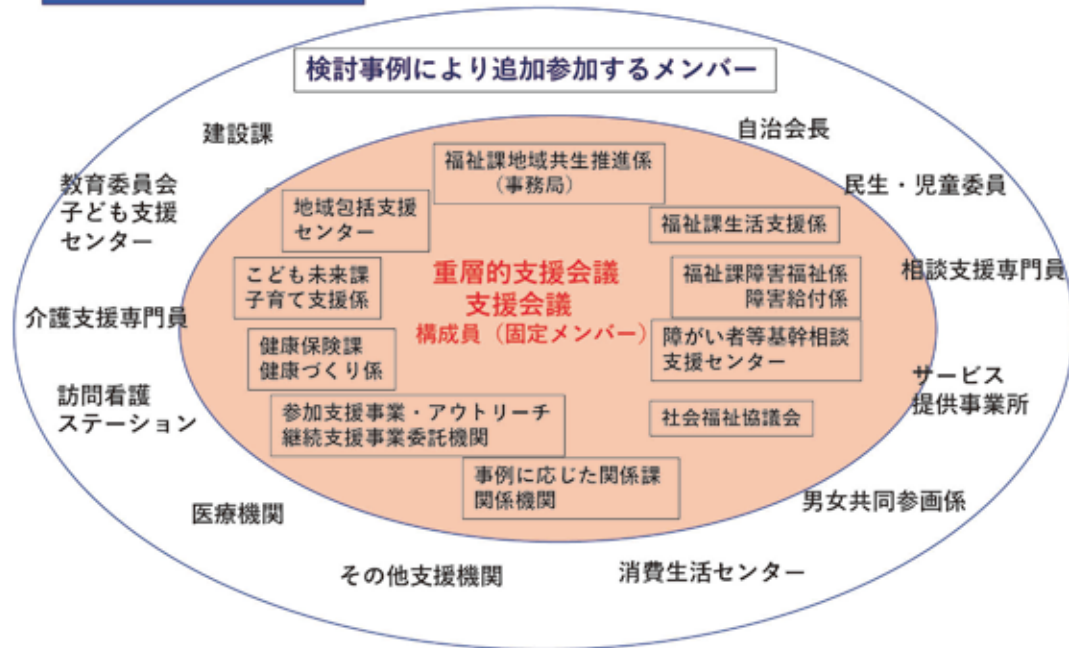 検討事例により追加参加するメンバー
建設課
自治会長
教育委員会
子ども支援
センター
民生・児童委員
介護支援専門員
相談支援専門員
訪問看護
ステーション
サービス
提供事業所
医療機関
男女共同参画係
その他支援機関
消費生活センター
福祉課地域共生推進係
（事務局）
地域包括支援
センター
福祉課生活支援係
こども未来課
子育て支援係
重層的支援会議
支援会議
構成員（固定メンバー）
福祉課障害福祉係
障害給付係
健康保険課
健康づくり係
障がい者等基幹相談
支援センター
参加支援事業・アウトリーチ
継続支援事業委託機関
社会福祉協議会
事例に応じた関係課
関係機関